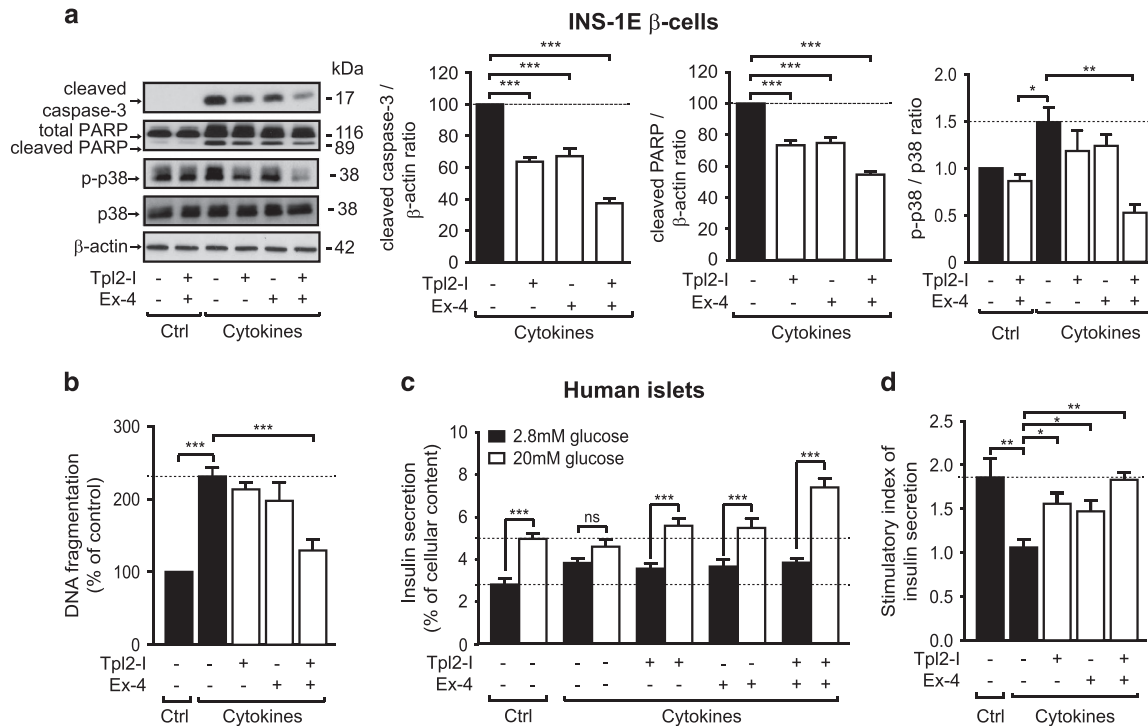 a
INS-1E β-cells
kDa
cleaved
caspase-3
total PARP
cleaved PARP
p-p38
p38
β-actin
17
116
89
38
38
42
Tpl2-I - + - + - +
Ex-4 - + - - + +
Ctrl Cytokines
cleaved caspase-3 /
β-actin ratio
120
100
80
60
40
20
0
***
***
***
Tpl2-I - + - +
Ex-4 - - + +
Cytokines
cleaved PARP /
β-actin ratio
120
100
80
60
40
20
0
***
***
***
Tpl2-I - + - +
Ex-4 - - + +
Cytokines
p-p38 / p38 ratio
2.0
1.5
1.0
0.5
0.0
*
**
Tpl2-I - + - + - +
Ex-4 - + - - + +
Ctrl Cytokines
b
DNA fragmentation
(% of control)
300
200
100
0
***
***
Tpl2-I - - + - +
Ex-4 - - - + +
Ctrl Cytokines
c
Human islets
Insulin secretion
(% of cellular content)
10
8
6
4
2
0
2.8mM glucose
20mM glucose
***
ns
***
***
***
Tpl2-I - - - - + + - - + +
Ex-4 - - - - - - + + + +
Ctrl Cytokines
d
Stimulatory index of
insulin secretion
2.5
2.0
1.5
1.0
0.5
0.0
**
*
*
**
Tpl2-I - - + - +
Ex-4 - - - + +
Ctrl Cytokines